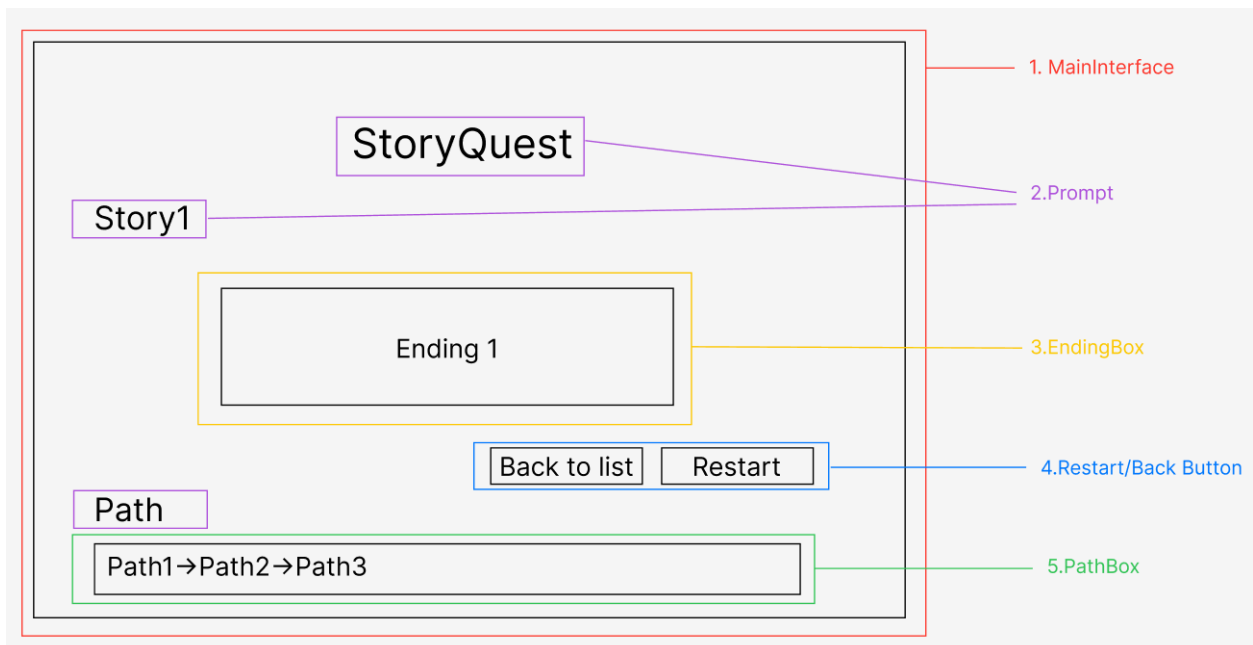 1. MainInterface
StoryQuest
2.Prompt
Story1
Ending 1
3.EndingBox
Back to list
Restart
4.Restart/Back Button
Path
Path1→Path2→Path3
5.PathBox